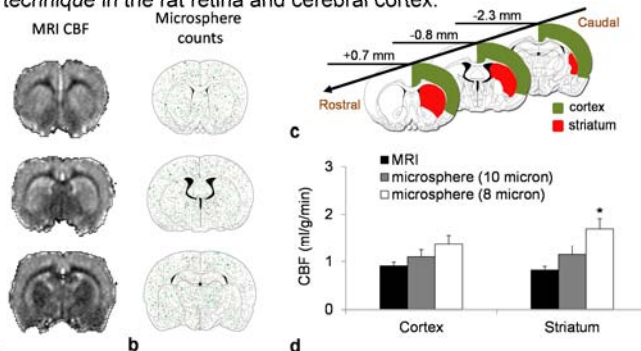 technique in the rat retina and cerebral cortex.
MRI CBF
Microsphere
counts
b
-2.3 mm
Caudal
-0.8 mm
+0.7 mm
Rostral
c
cortex
striatum
MRI
microsphere (10 micron)
microsphere (8 micron)
CBF (ml/g/min)
3
2
1
0
*
Cortex
Striatum
d